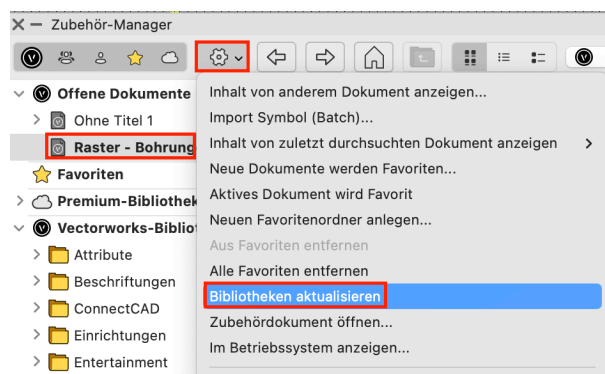 Zubehör-Manager
Offene Dokumente
Ohne Titel 1
Raster - Bohrung
Favoriten
Premium-Bibliothek
Vectorworks-Biblio
Attribute
Beschriftungen
ConnectCAD
Einrichtungen
Entertainment
Inhalt von anderem Dokument anzeigen...
Import Symbol (Batch)...
Inhalt von zuletzt durchsuchten Dokument anzeigen
Neue Dokumente werden Favoriten...
Aktives Dokument wird Favorit
Neuen Favoritenordner anlegen...
Aus Favoriten entfernen
Alle Favoriten entfernen
Bibliotheken aktualisieren
Zubehördokument öffnen...
Im Betriebssystem anzeigen...